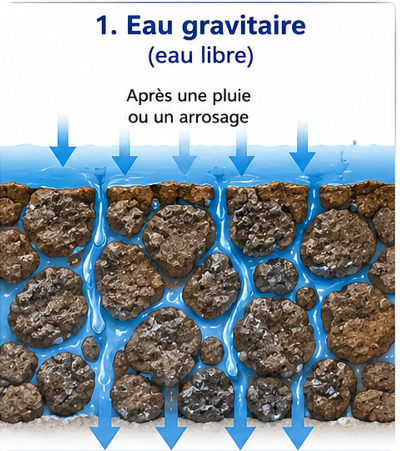 1. Eau gravitaire
(eau libre)
Après une pluie
ou un arrosage